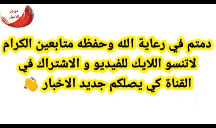 دمتم في رعاية الله وحفظه متابعين الكرام
لاتنسو اللايك للفيديو و الاشتراك في
القناة كي يصلكم جديد الاخبار 👏